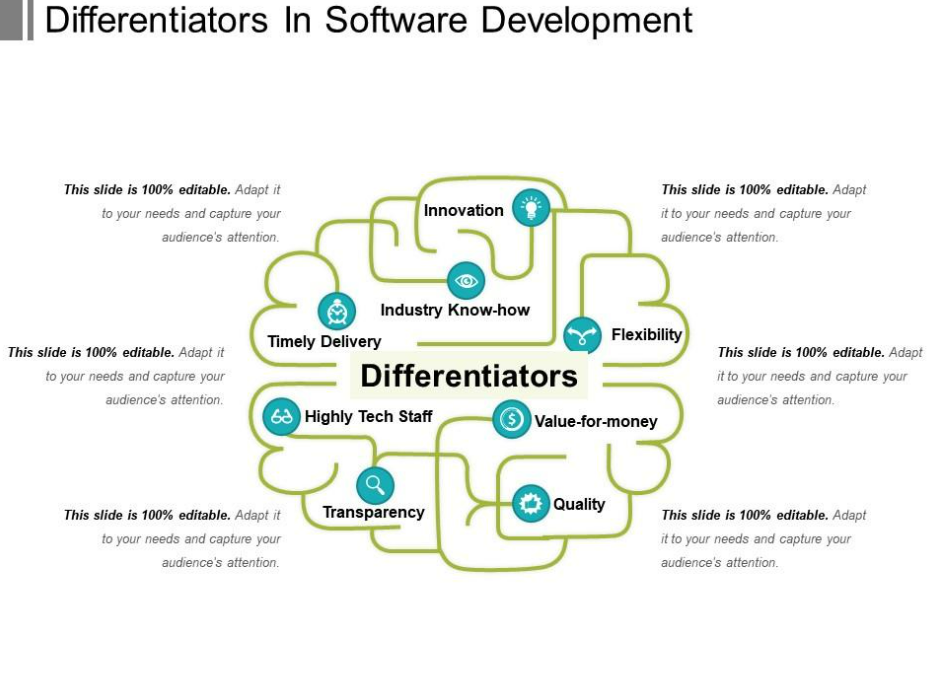 Differentiators In Software Development
This slide is 100% editable. Adapt it
to your needs and capture your
audience's attention.
This slide is 100% editable. Adapt
it to your needs and capture your
audience's attention.
Innovation
Industry Know-how
Timely Delivery
Flexibility
This slide is 100% editable. Adapt it
to your needs and capture your
audience's attention.
Differentiators
This slide is 100% editable. Adapt
it to your needs and capture your
audience's attention.
Highly Tech Staff
$
Value-for-money
Transparency
Quality
This slide is 100% editable. Adapt it
to your needs and capture your
audience's attention.
This slide is 100% editable. Adapt
it to your needs and capture your
audience's attention.